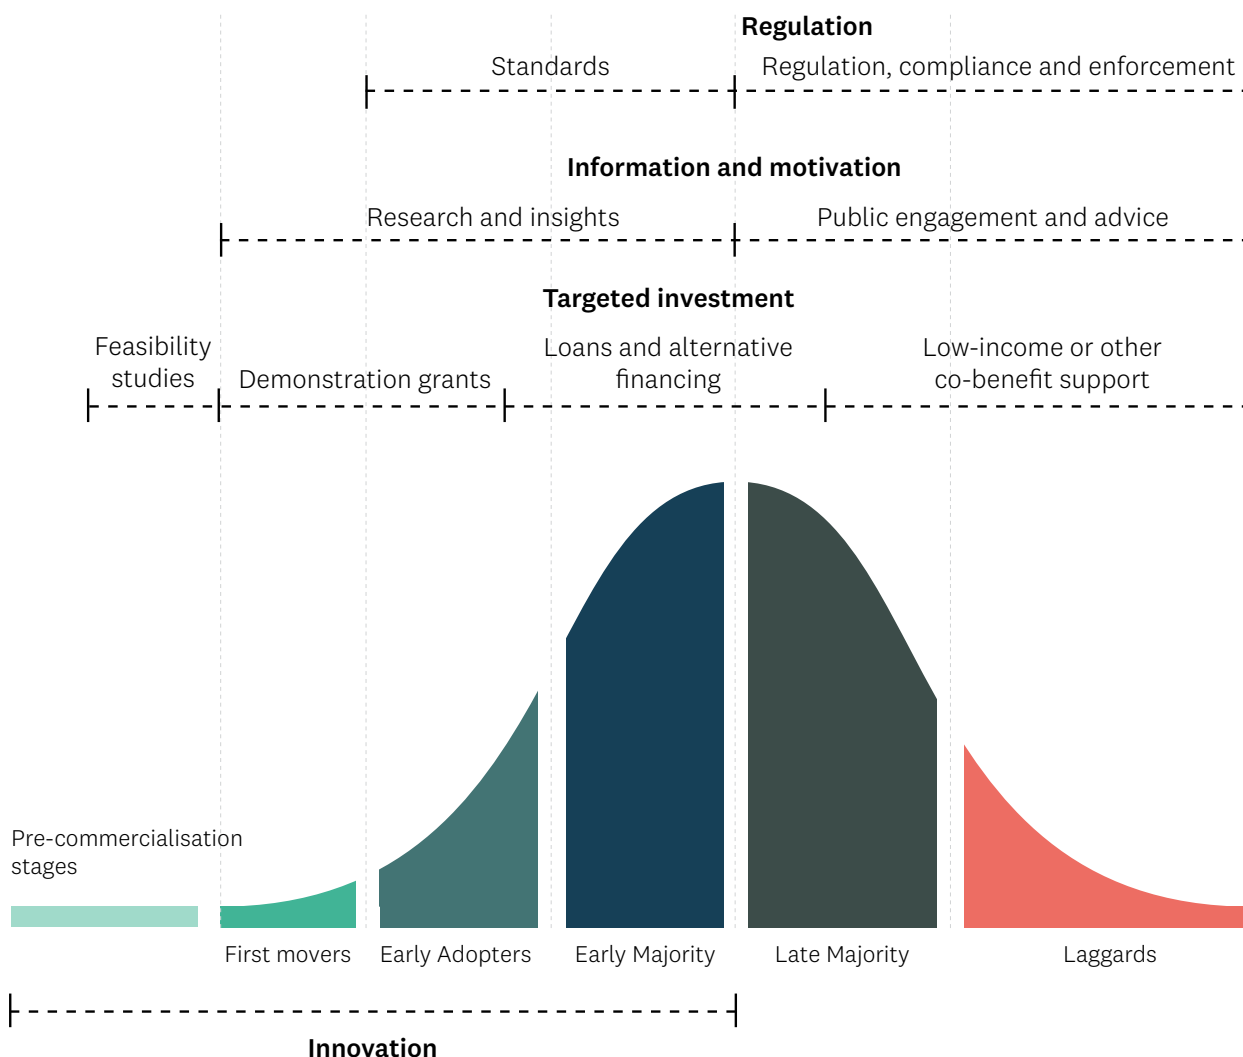 Regulation
Standards
Regulation, compliance and enforcement
Information and motivation
Research and insights
Public engagement and advice
Targeted investment
Feasibility
studies
Demonstration grants
Loans and alternative
financing
Low-income or other
co-benefit support
Pre-commercialisation
stages
First movers
Early Adopters
Early Majority
Late Majority
Laggards
Innovation